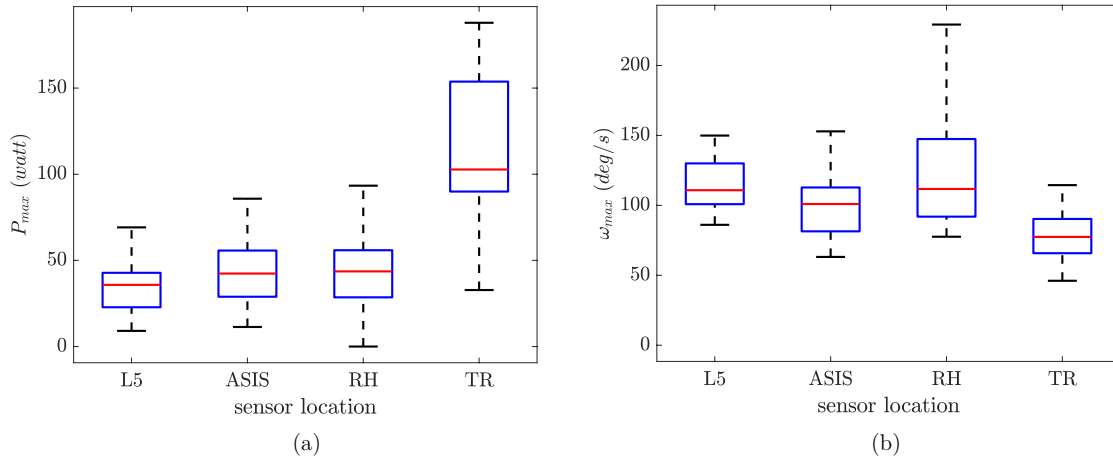 150
100
50
0
P_max (watt)
L5 ASIS RH TR
sensor location
(a)
200
150
100
50
0
ω_max (deg/s)
L5 ASIS RH TR
sensor location
(b)